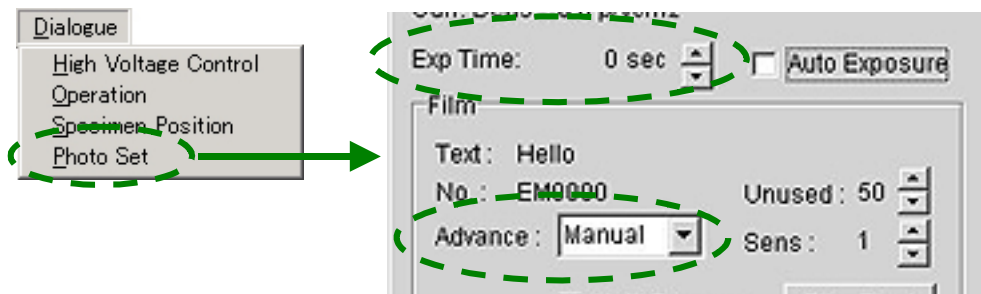 Dialogue
High Voltage Control
Operation
Specimen Position
Photo Set
Exp Time: 0 sec
Auto Exposure
Film
Text: Hello
No.: EM0000
Unused: 50
Advance: Manual
Sens: 1